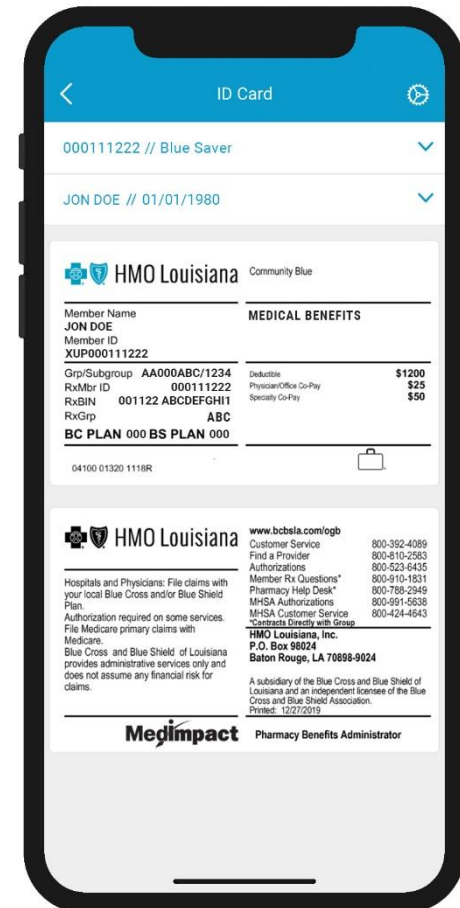 ID Card
000111222 // Blue Saver
JON DOE // 01/01/1980
HMO Louisiana
Community Blue
Member Name
JON DOE
Member ID
XUP000111222
MEDICAL BENEFITS
Grp/Subgroup AA000ABC/1234
RxMbr ID 000111222
RxBIN 001122 ABCDEFGHI1
RxGrp ABC
BC PLAN 000 BS PLAN 000
Deductible $1200
Physician/Office Co-Pay $25
Specialty Co-Pay $50
04100 01320 1118R
HMO Louisiana
Hospitals and Physicians: File claims with
your local Blue Cross and/or Blue Shield
Plan.
Authorization required on some services.
File Medicare primary claims with
Medicare.
Blue Cross and Blue Shield of Louisiana
provides administrative services only and
does not assume any financial risk for
claims.
www.bcbsla.com/ogb
Customer Service 800-392-4089
Find a Provider 800-810-2583
Authorizations 800-523-6435
Member Rx Questions* 800-910-1831
Pharmacy Help Desk* 800-788-2949
MHSA Authorizations 800-991-5638
MHSA Customer Service 800-424-4643
*Contracts Directly with Group
HMO Louisiana, Inc.
P.O. Box 98024
Baton Rouge, LA 70898-9024
A subsidiary of the Blue Cross and Blue Shield of
Louisiana and an independent licensee of the Blue
Cross and Blue Shield Association.
Printed: 12/27/2019
Medimpact
Pharmacy Benefits Administrator